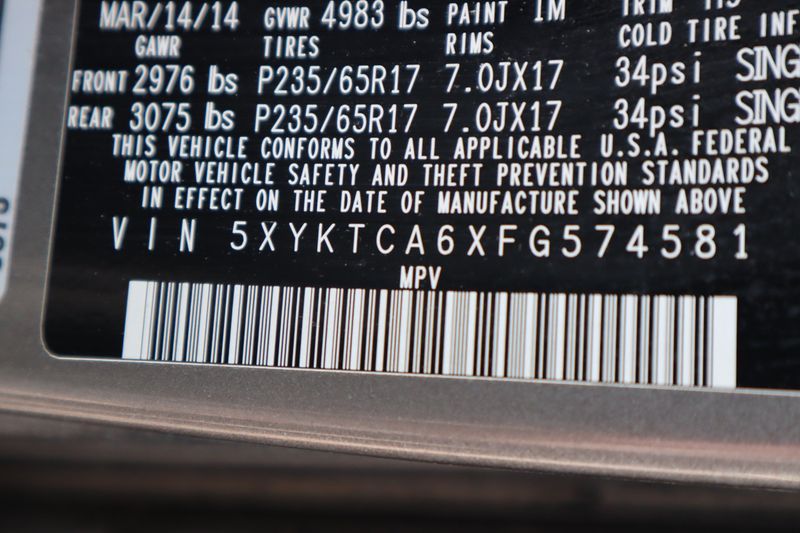 MAR/14/14 GVWR 4983 lbs PAINT 1M TRIM
GAWR TIRES RIMS COLD TIRE INF
FRONT 2976 lbs P235/65R17 7.0JX17 34psi SING
REAR 3075 lbs P235/65R17 7.0JX17 34psi SING
THIS VEHICLE CONFORMS TO ALL APPLICABLE U.S.A. FEDERAL
MOTOR VEHICLE SAFETY AND THEFT PREVENTION STANDARDS
IN EFFECT ON THE DATE OF MANUFACTURE SHOWN ABOVE
VIN 5XYKTCA6XFG574581
MPV